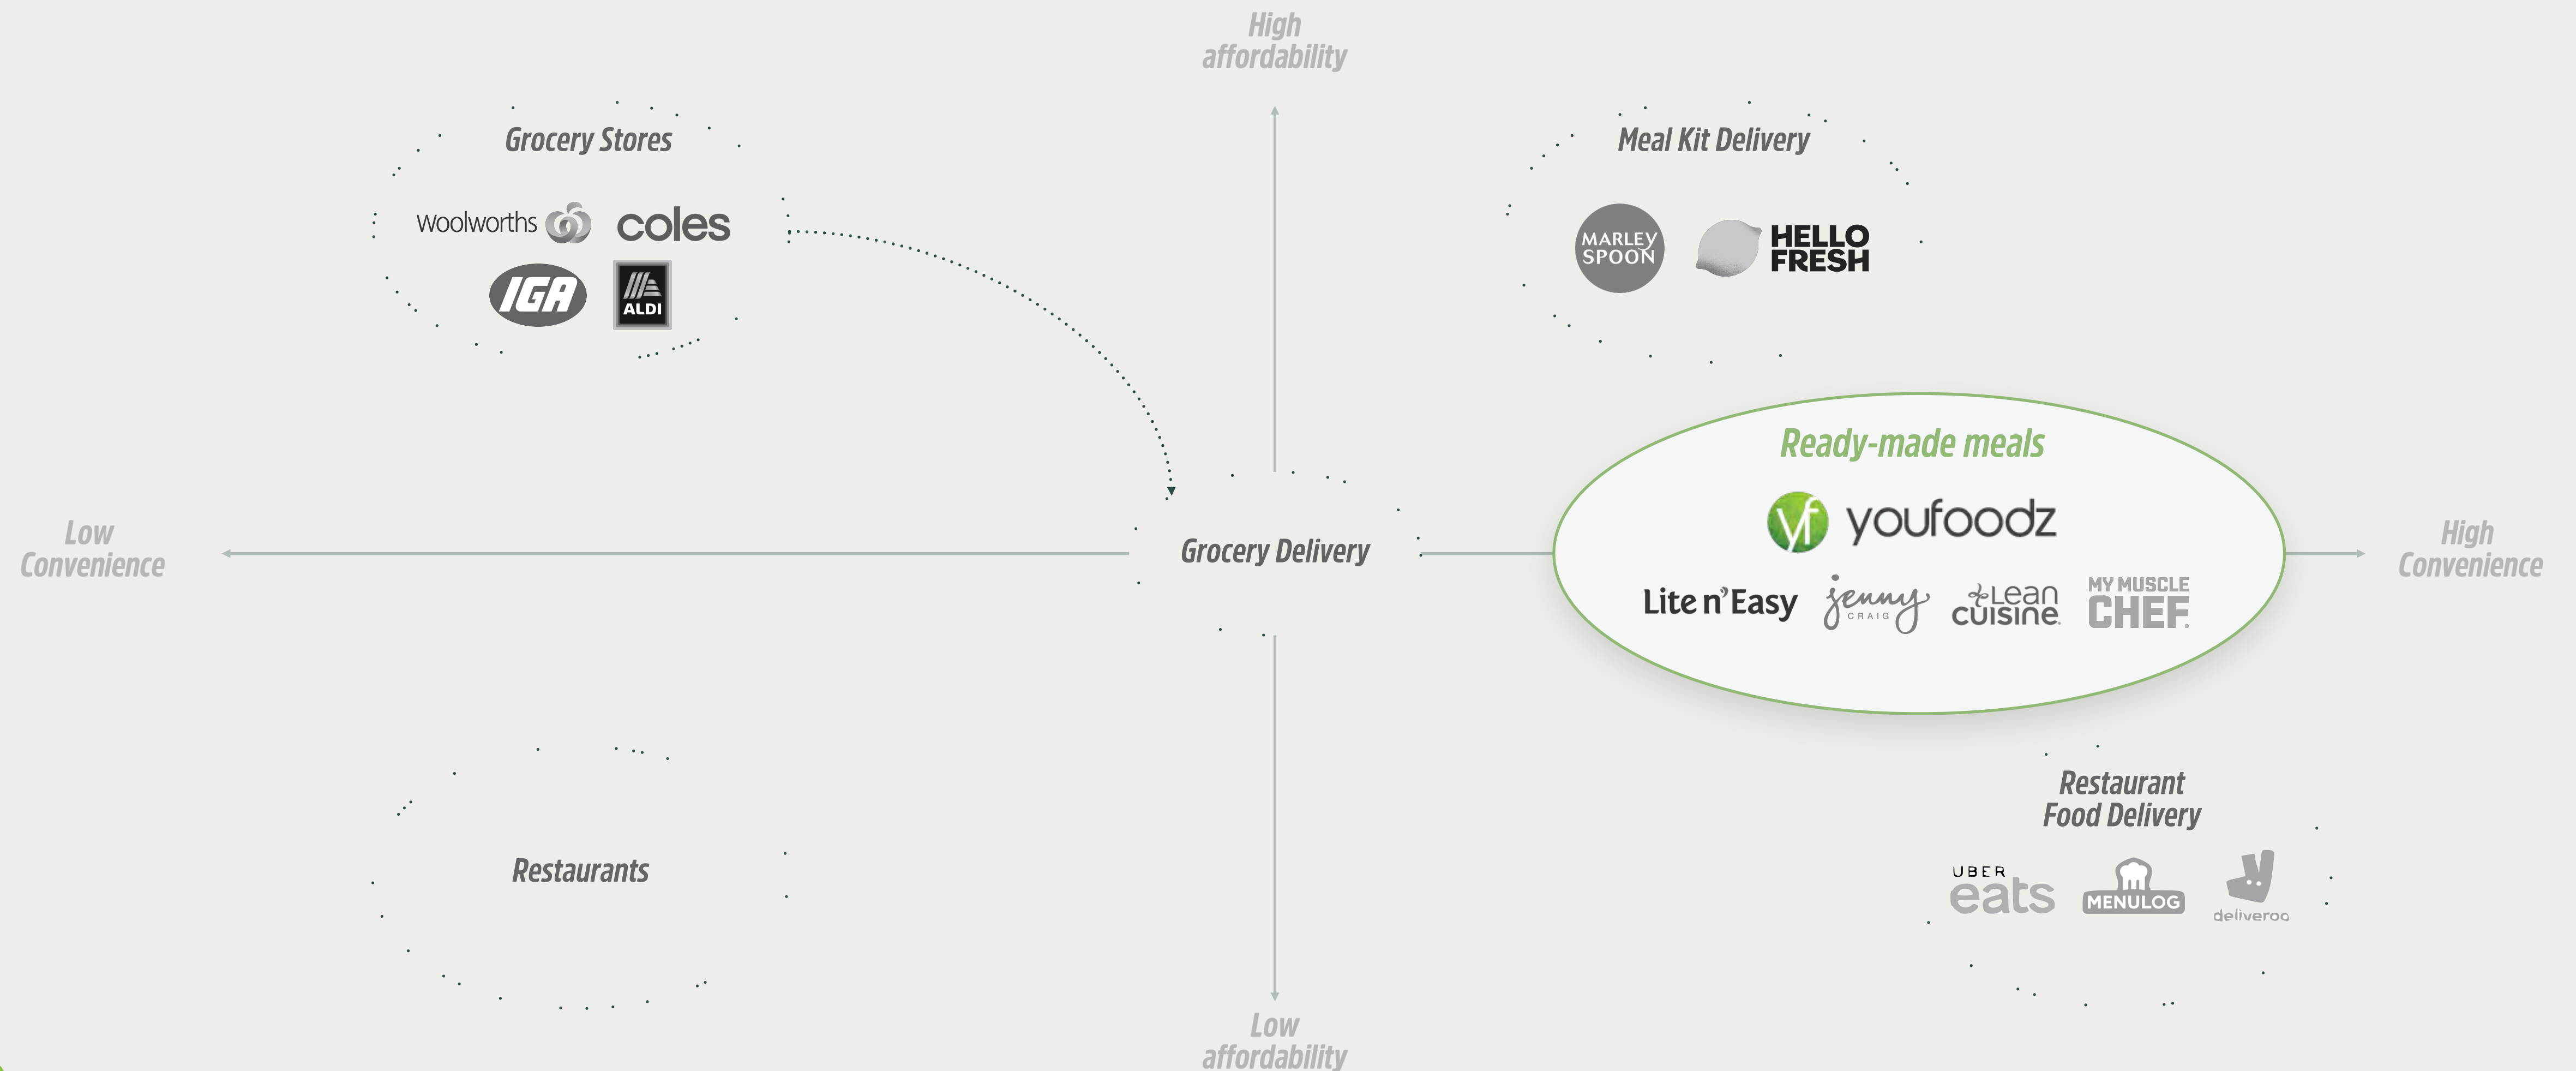 High
affordability
Grocery Stores
Woolworths
coles
IGA
ALDI
Meal Kit Delivery
MARLEY
SPOON
HELLO
FRESH
Low
Convenience
Grocery Delivery
Ready-made meals
yf youfoodz
Lite n'Easy
jenny
CRAIG
LEAN
CUISINE
MY MUSCLE
CHEF
High
Convenience
Restaurants
Restaurant
Food Delivery
UBER
eats
MENULOG
deliveroo
Low
affordability